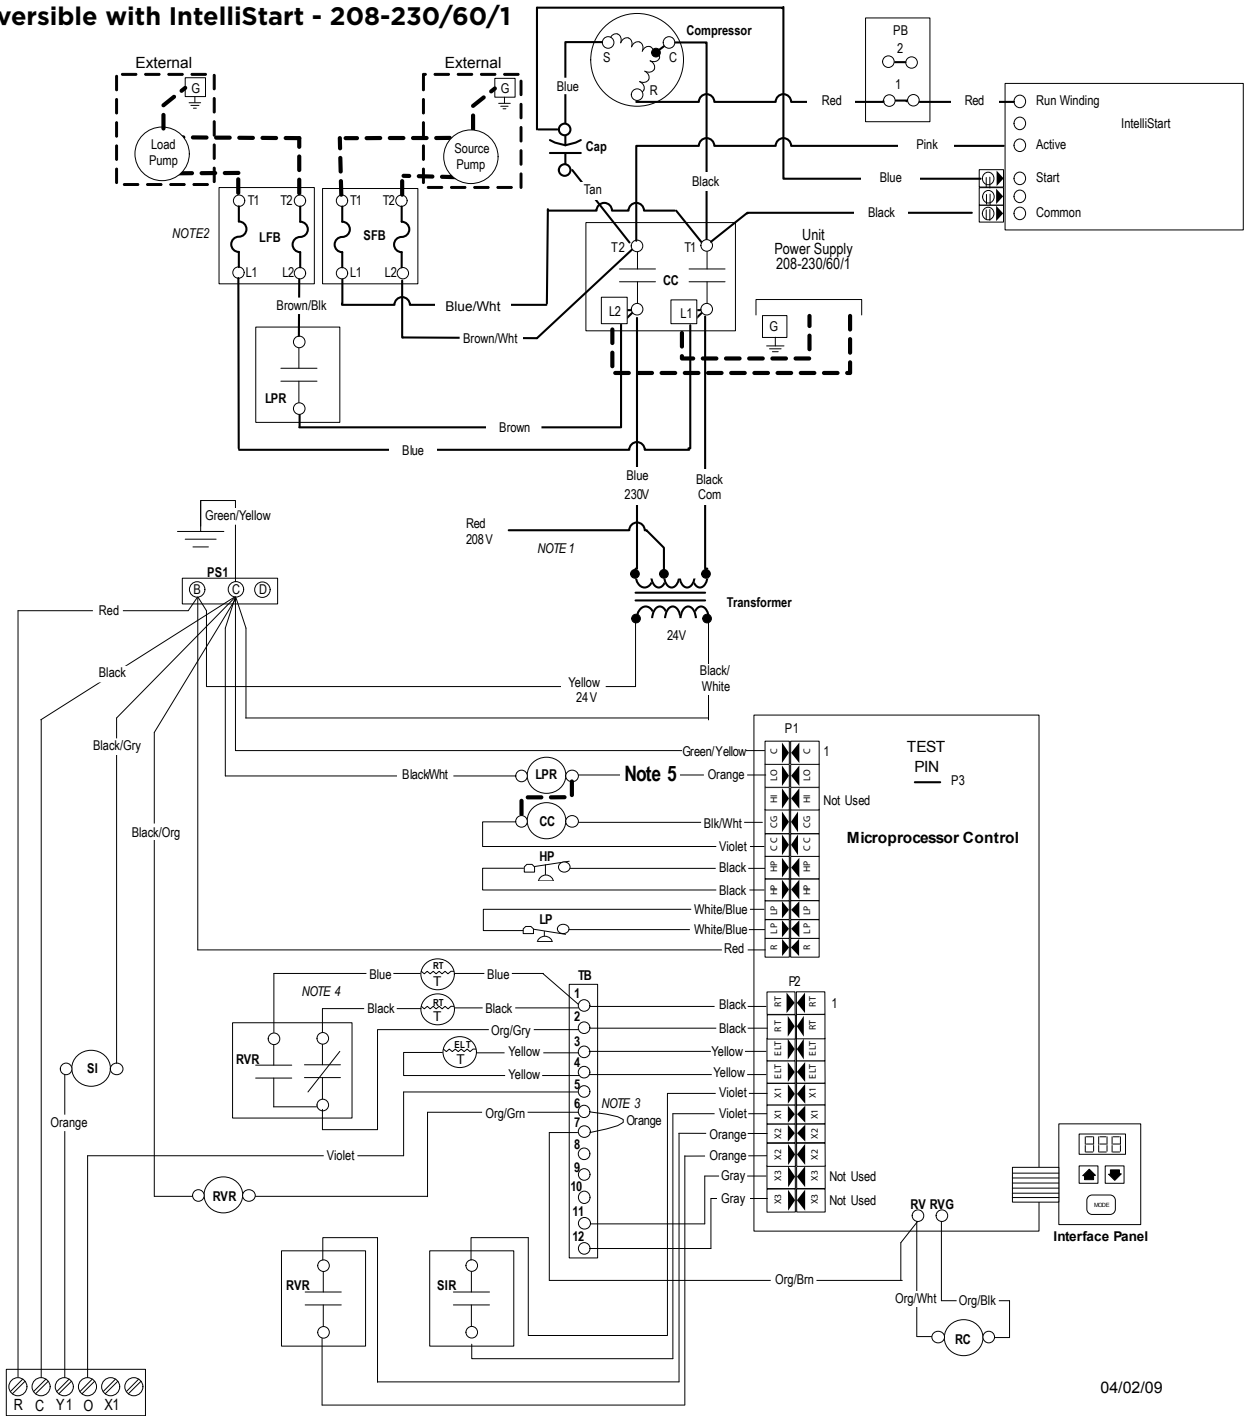 versible with IntelliStart - 208-230/60/1
External
External
Compressor
PB
2
1
G
G
S
C
R
Blue
Red
Red
Run Winding
IntelliStart
Load
Pump
Source
Pump
Cap
Pink
Active
Tan
Black
Blue
Start
Black
Common
T1
T2
T1
T2
NOTE2
LFB
SFB
L1
L2
L1
L2
T2
T1
CC
Unit
Power Supply
208-230/60/1
Brown/Blk
Blue/Wht
Brown/Wht
L2
L1
G
LPR
Brown
Blue
Blue
230V
Black
Com
Green/Yellow
Red
208 V
NOTE 1
PS1
B
C
D
Transformer
24V
Red
Black
Yellow
24 V
Black/
White
Black/Gry
P1
TEST
PIN
P3
Green/Yellow
C
C
1
Black/Wht
LPR
Note 5
Orange
LO
LO
HI
HI
Not Used
Black/Org
CC
Blk/Wht
CG
CG
Microprocessor Control
Violet
CC
CC
HP
Black
HP
HP
Black
HP
HP
White/Blue
LP
LP
LP
White/Blue
LP
LP
Red
R
R
Blue
RT
T
Blue
TB
P2
NOTE 4
1
Black
RT
RT
1
Black
RT
T
Black
2
Black
RT
RT
Org/Gry
3
Yellow
ELT
ELT
RVR
ELT
T
Yellow
4
Yellow
ELT
ELT
Yellow
5
Violet
X1
X1
SI
6
NOTE 3
Violet
X1
X1
Org/Grn
Orange
7
Orange
X2
X2
Orange
8
Orange
X2
X2
Violet
9
Gray
X3
X3
Not Used
RVR
10
Gray
X3
X3
Not Used
11
RV RVG
MODE
12
Interface Panel
RVR
SIR
Org/Brn
Org/Wht
Org/Blk
RC
04/02/09
R C Y1 O X1